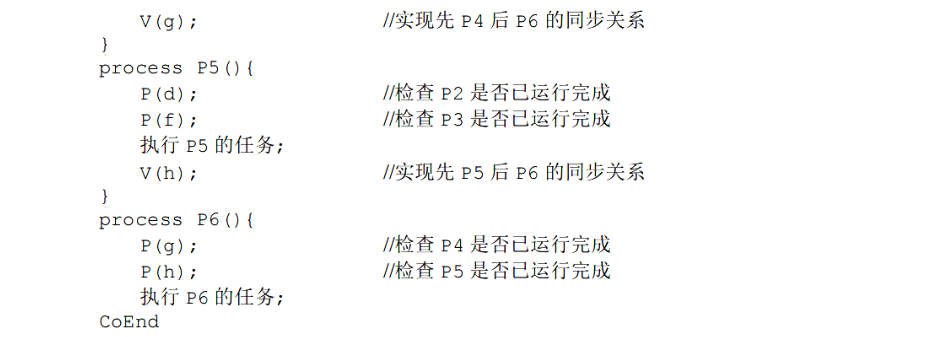 V(g); //实现先 P4 后 P6 的同步关系
}
process P5(){
P(d); //检查 P2 是否已运行完成
P(f); //检查 P3 是否已运行完成
执行 P5 的任务;
V(h); //实现先 P5 后 P6 的同步关系
}
process P6(){
P(g); //检查 P4 是否已运行完成
P(h); //检查 P5 是否已运行完成
执行 P6 的任务;
CoEnd